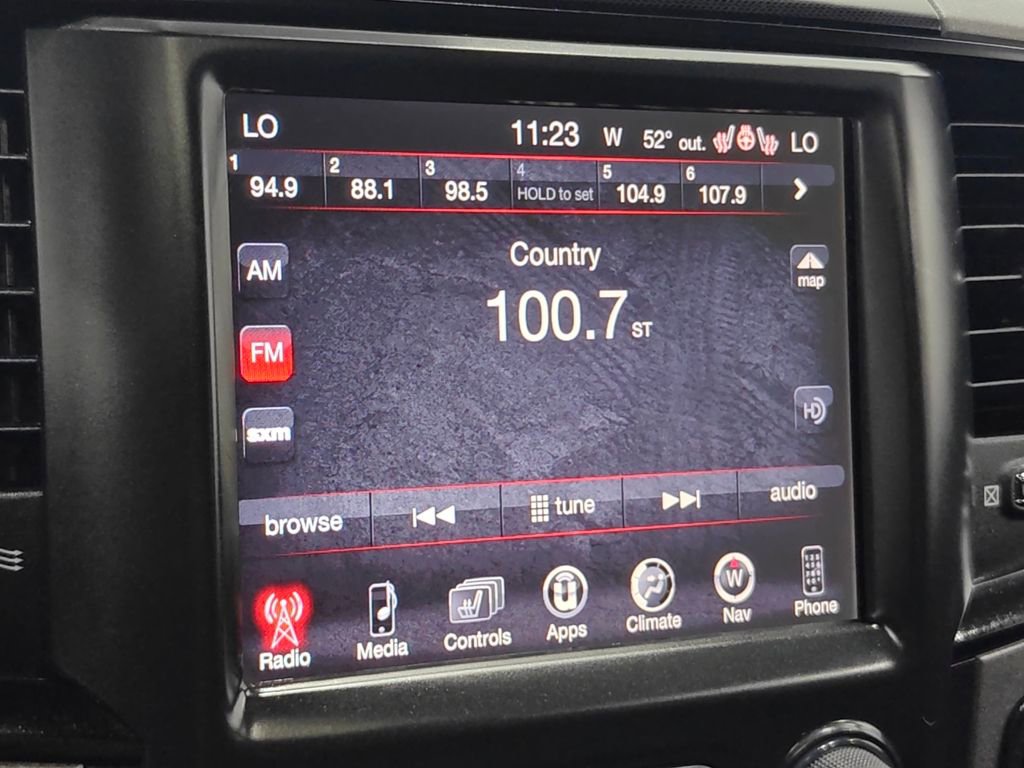 LO 11:23 W 52° out. LO
1 2 3 4 5 6
94.9 88.1 98.5 HOLD to set 104.9 107.9
Country
AM
map
100.7 ST
FM
HD
sxm
browse tune audio
Radio Media Controls Apps Climate W Nav Phone